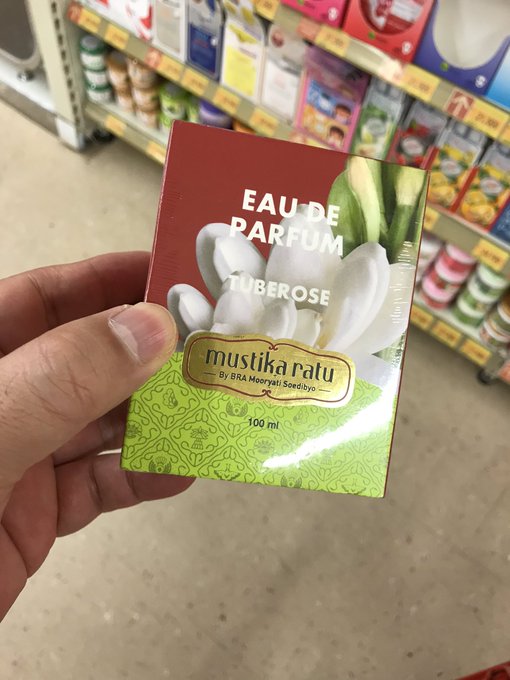 EAU DE
PARFUM
TUBEROSE
mustika ratu
By BRA Mooryati Soedibyo
100 ml